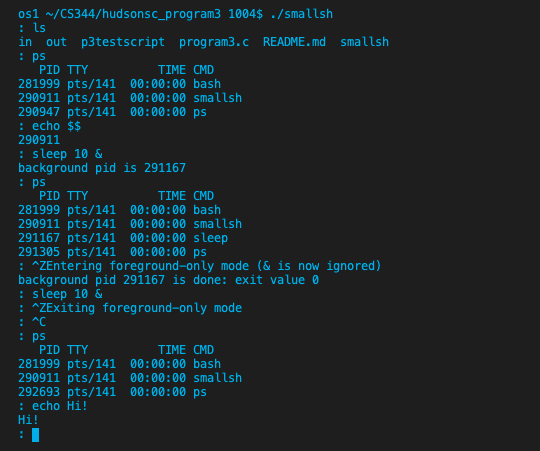 os1 ~/CS344/hudsonsc_program3 1004$ ./smallsh
: ls
in  out  p3testscript  program3.c  README.md  smallsh
: ps
    PID TTY          TIME CMD
281999 pts/141  00:00:00 bash
290911 pts/141  00:00:00 smallsh
290947 pts/141  00:00:00 ps
: echo $$
290911
: sleep 10 &
background pid is 291167
: ps
    PID TTY          TIME CMD
281999 pts/141  00:00:00 bash
290911 pts/141  00:00:00 smallsh
291167 pts/141  00:00:00 sleep
291305 pts/141  00:00:00 ps
: ^ZEntering foreground-only mode (& is now ignored)
background pid 291167 is done: exit value 0
: sleep 10 &
: ^ZExiting foreground-only mode
: ^C
: ps
    PID TTY          TIME CMD
281999 pts/141  00:00:00 bash
290911 pts/141  00:00:00 smallsh
292693 pts/141  00:00:00 ps
: echo Hi!
Hi!
: